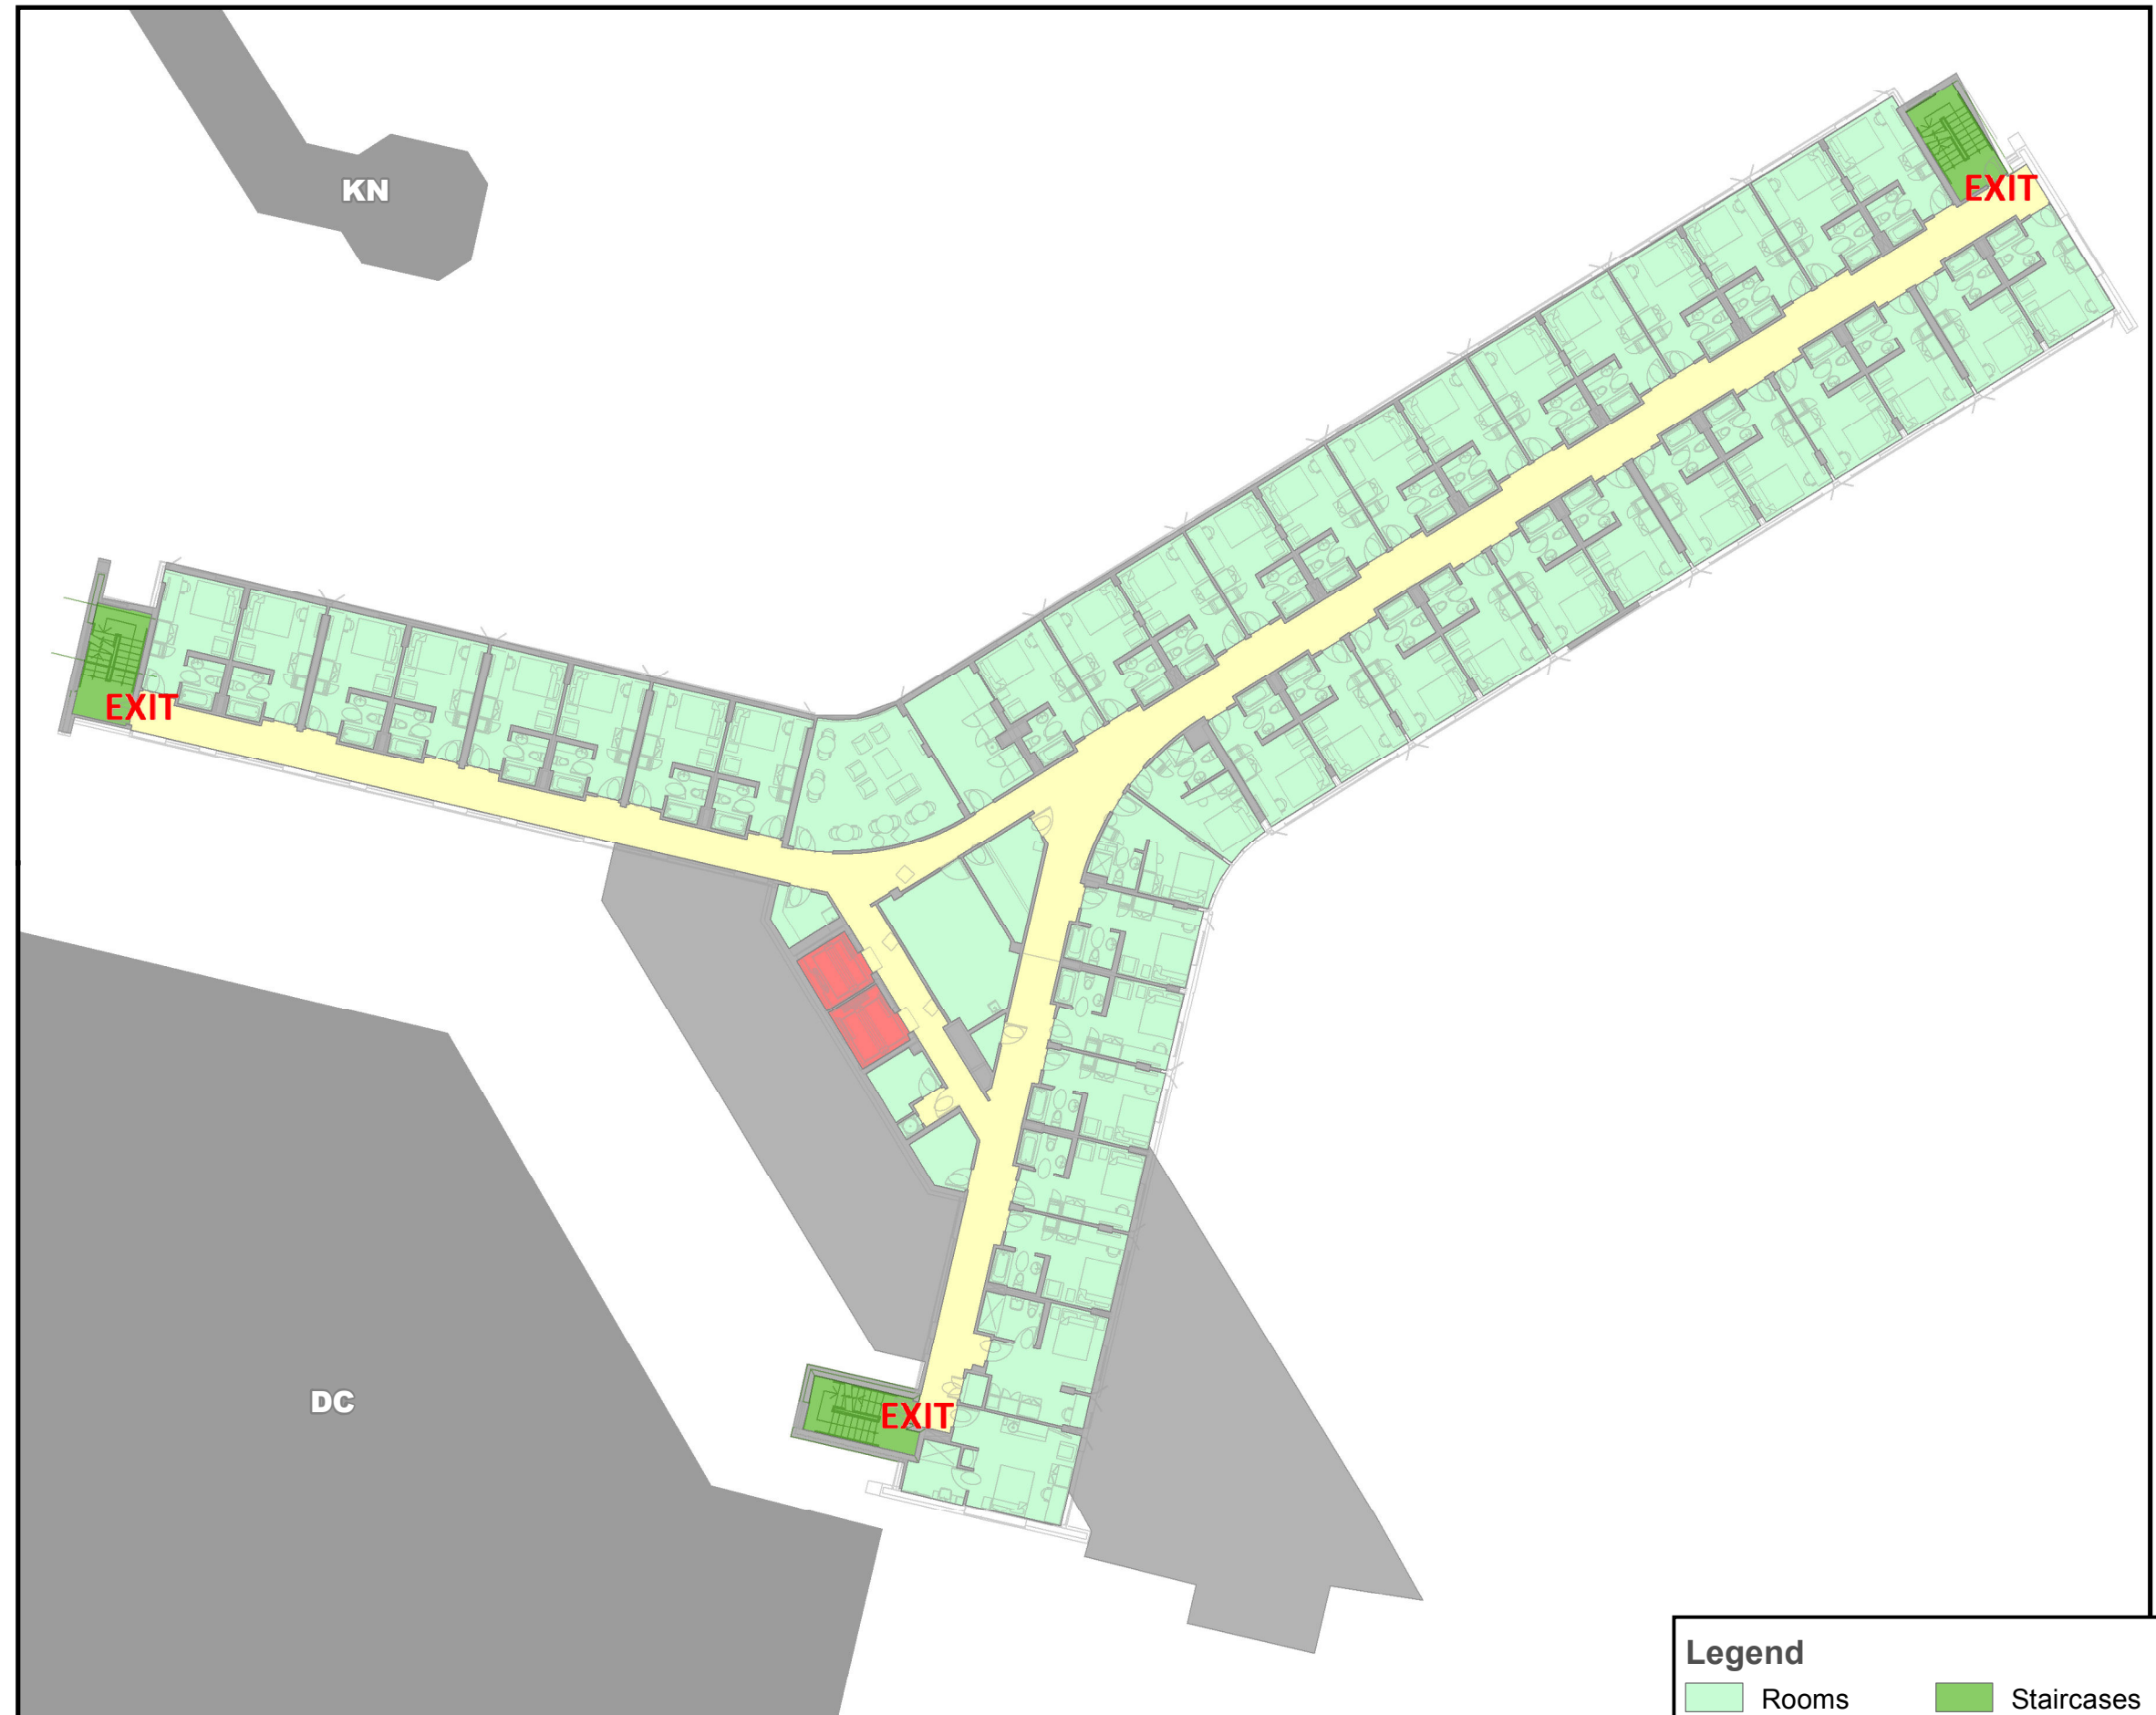 KN
EXIT
EXIT
EXIT
DC
Legend
Rooms
Staircases